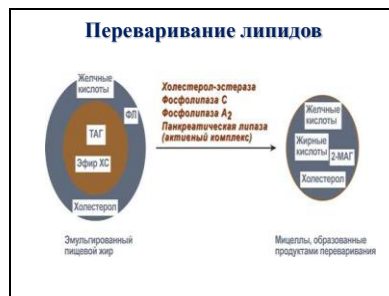 Переваривание липидов
Желчные
кислоты
ФЛ
ТАГ
Эфир ХС
Холестерол
Эмульгированный
пищевой жир
Холестерол-эстераза
Фосфолипаза С
Фосфолипаза А2
Панкреатическая липаза
(активный комплекс)
Желчные
кислоты
Жирные
кислоты
2-МАГ
Холестерол
Мицеллы, образованные
продуктами переваривания